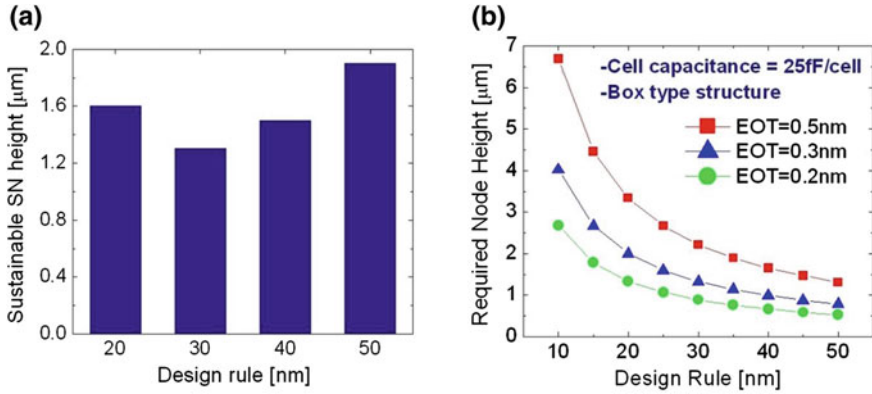 (a)
Sustainable SN height [μm]
2.0
1.6
1.2
0.8
0.4
0.0
20 30 40 50
Design rule [nm]
(b)
Required Node Height [μm]
7
6
5
4
3
2
1
0
-Cell capacitance = 25fF/cell
-Box type structure
EOT=0.5nm
EOT=0.3nm
EOT=0.2nm
10 20 30 40 50
Design Rule [nm]